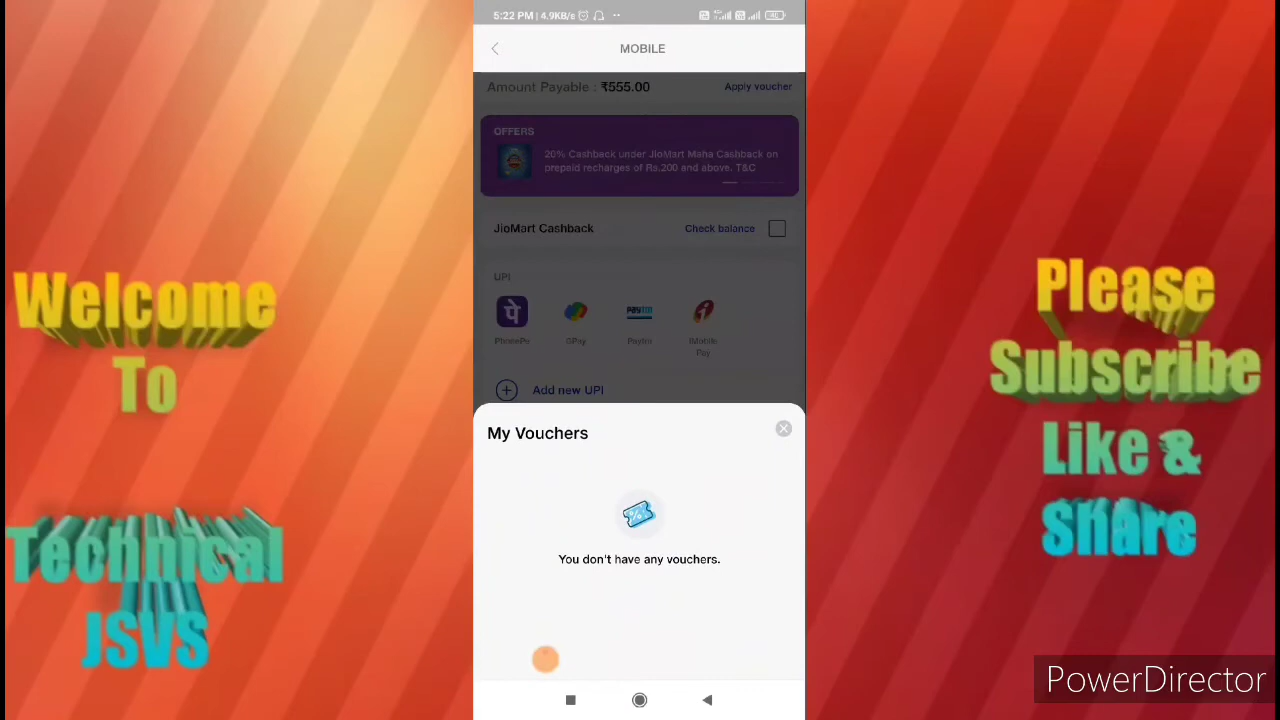 Welcome
To
Technical
JSVS
5:22 PM | 4.9KB/s
MOBILE
Amount Payable : ₹555.00
Apply voucher
OFFERS
20% Cashback under JioMart Maha Cashback on
prepaid recharges of Rs.200 and above. T&C
JioMart Cashback
Check balance
UPI
पे
Paytm
PhonePe
GPay
Paytm
iMobile
Pay
Add new UPI
My Vouchers
You don't have any vouchers.
Please
Subscribe
Like &
Share
PowerDirector